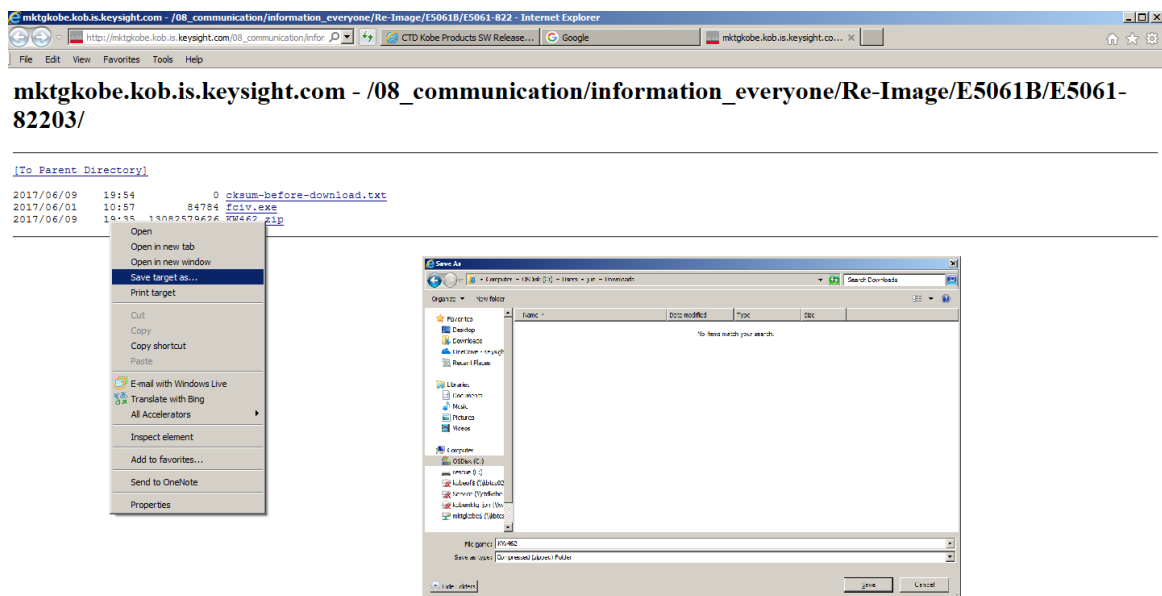 mktgkobe.kob.is.keysight.com - /08_communication/information_everyone/Re-Image/E5061B/E5061-822 - Internet Explorer
http://mktgkobe.kob.is.keysight.com/08_communication/infor
CTD Kobe Products SW Release...
Google
mktgkobe.kob.is.keysight.co...
File Edit View Favorites Tools Help
mktgkobe.kob.is.keysight.com - /08_communication/information_everyone/Re-Image/E5061B/E5061-
82203/
[To Parent Directory]
2017/06/09 19:54 0 cksum-before-download.txt
2017/06/01 10:57 84784 fciv.exe
2017/06/09 19:35 13082579626 KW462.zip
Open
Open in new tab
Open in new window
Save target as...
Print target
Cut
Copy
Copy shortcut
Paste
E-mail with Windows Live
Translate with Bing
All Accelerators
Inspect element
Add to favorites...
Send to OneNote
Properties
Save As
Computer OSDisk (C:) Users jun Downloads
Search Downloads
Organize New folder
Name Date modified Type Size
No items match your search.
Favorites
Desktop
Downloads
OneDrive - Keysigh
Recent Places
Libraries
Documents
Music
Pictures
Videos
Computer
OSDisk (C:)
File name: KW462
Save as type: Compressed (zipped) Folder
Hide Folders
Save
Cancel